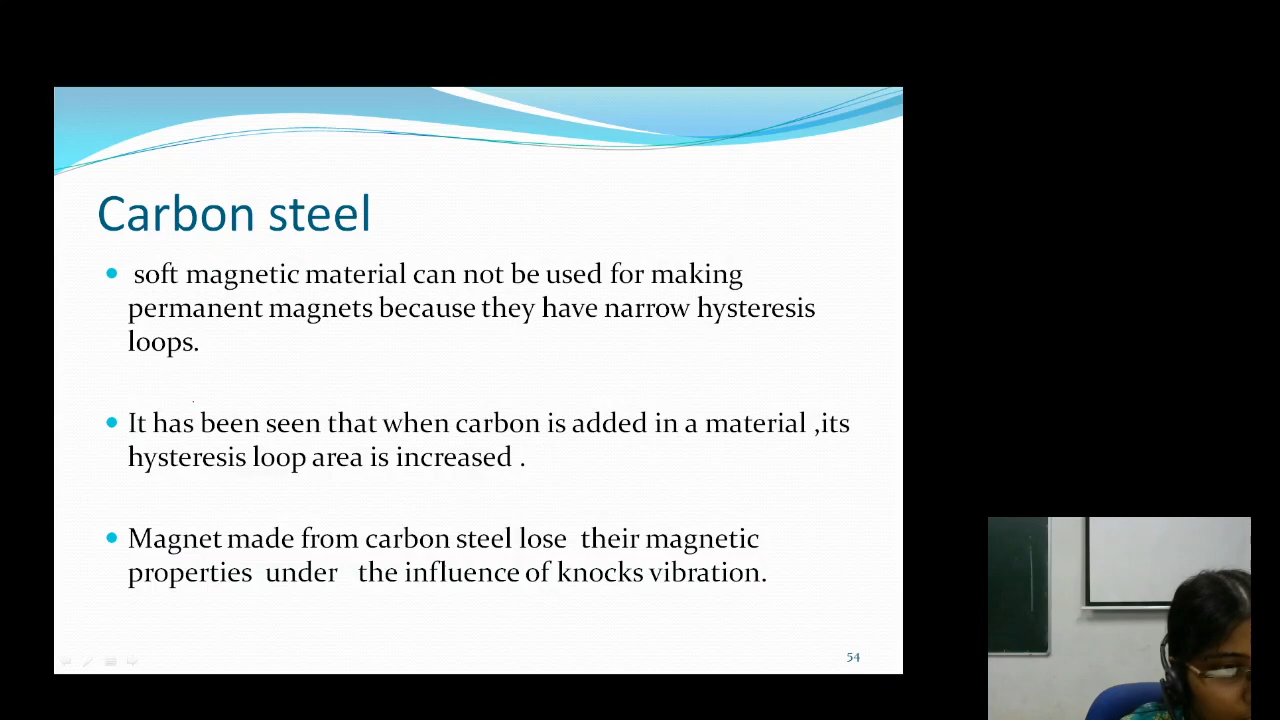 Carbon steel
soft magnetic material can not be used for making
permanent magnets because they have narrow hysteresis
loops.
It has been seen that when carbon is added in a material ,its
hysteresis loop area is increased .
Magnet made from carbon steel lose their magnetic
properties under the influence of knocks vibration.
54